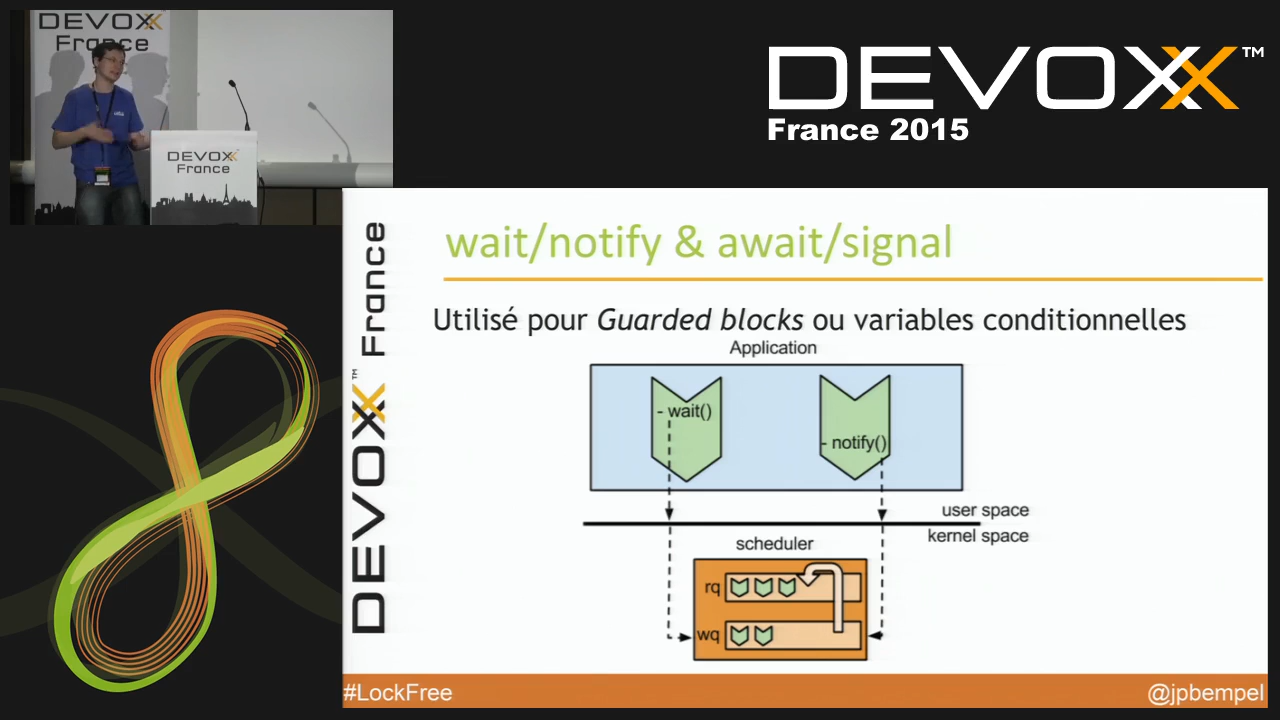 DEVOXX
France
DEVOXX
France
DEVOXX™
France 2015
DEVOXX™ France
wait/notify & await/signal
Utilisé pour Guarded blocks ou variables conditionnelles
Application
- wait()
- notify()
user space
kernel space
scheduler
rq
wq
#LockFree
@jpbempel